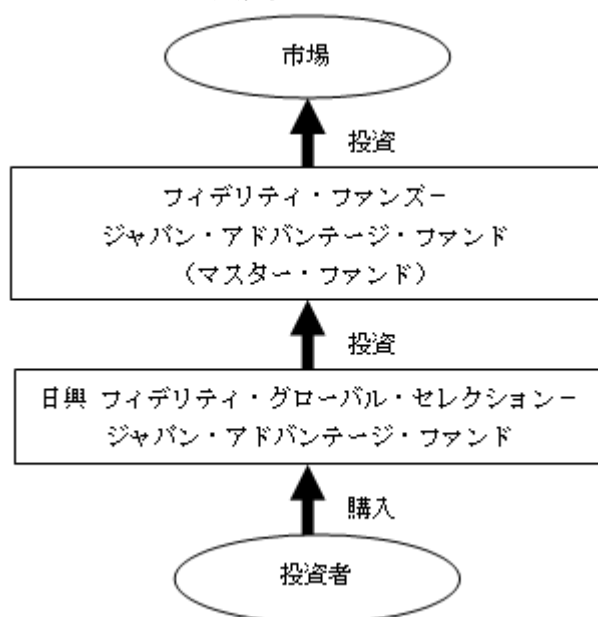 市場
投資
フィデリティ・ファンズ－
ジャパン・アドバンテージ・ファンド
（マスター・ファンド）
投資
日興 フィデリティ・グローバル・セレクション－
ジャパン・アドバンテージ・ファンド
購入
投資者